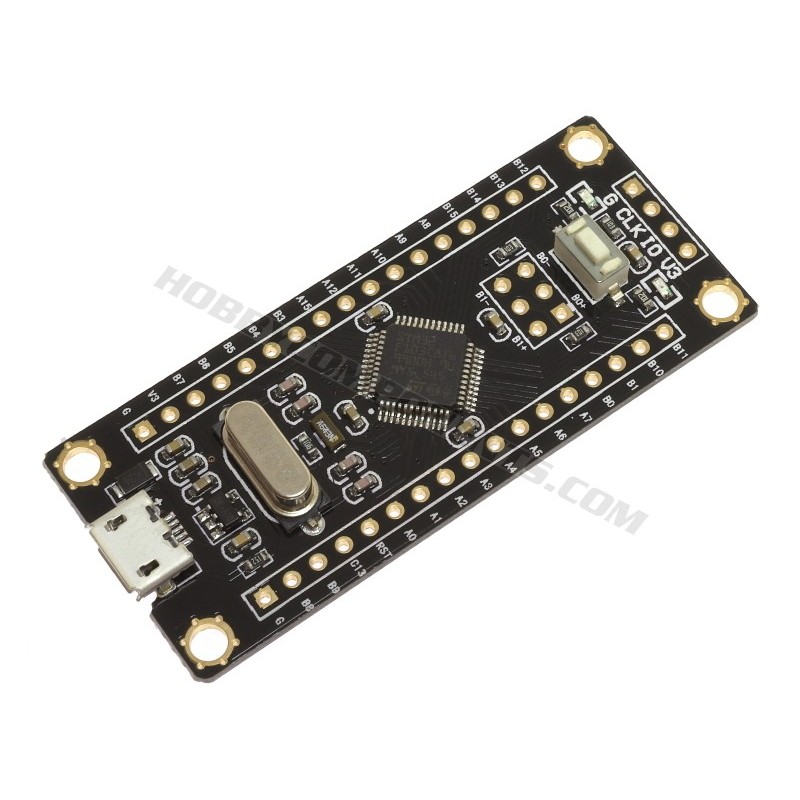 HOBBYCOMPONENTS.COM
B12
B13
B14
B15
A8
A9
A10
A11
A12
A15
B3
B4
B5
B6
B7
V3
G
G CLK IO V3
B0-
B0+
B1-
B1+
B11
B10
B1
B0
A7
A6
A5
A4
A3
A2
A1
A0
RST
C13
B9
B8
G